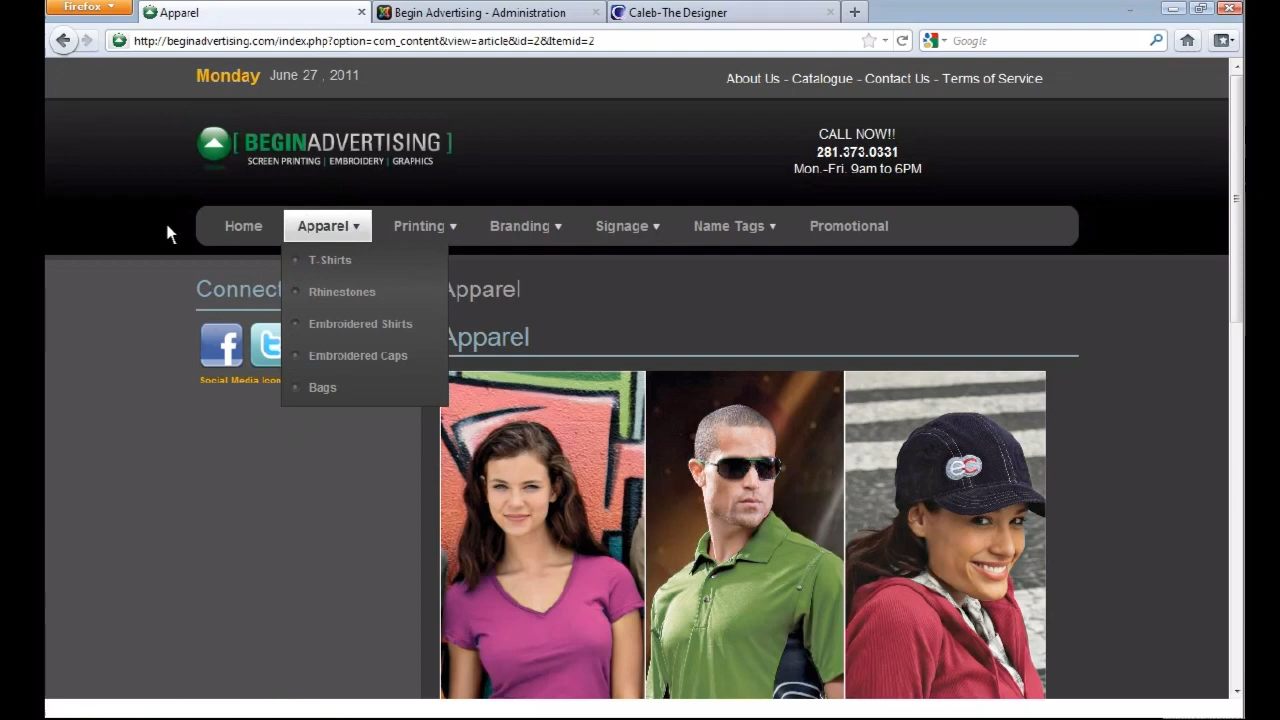 Firefox
Apparel
Begin Advertising - Administration
Caleb-The Designer
http://beginadvertising.com/index.php?option=com_content&view=article&id=2&Itemid=2
Google
Monday June 27 , 2011
About Us - Catalogue - Contact Us - Terms of Service
[ BEGINADVERTISING ]
SCREEN PRINTING | EMBROIDERY | GRAPHICS
CALL NOW!!
281.373.0331
Mon.-Fri. 9am to 6PM
Home
Apparel
Printing
Branding
Signage
Name Tags
Promotional
T-Shirts
Rhinestones
Embroidered Shirts
Embroidered Caps
Bags
Connect
Social Media Icon
Apparel
Apparel
ec